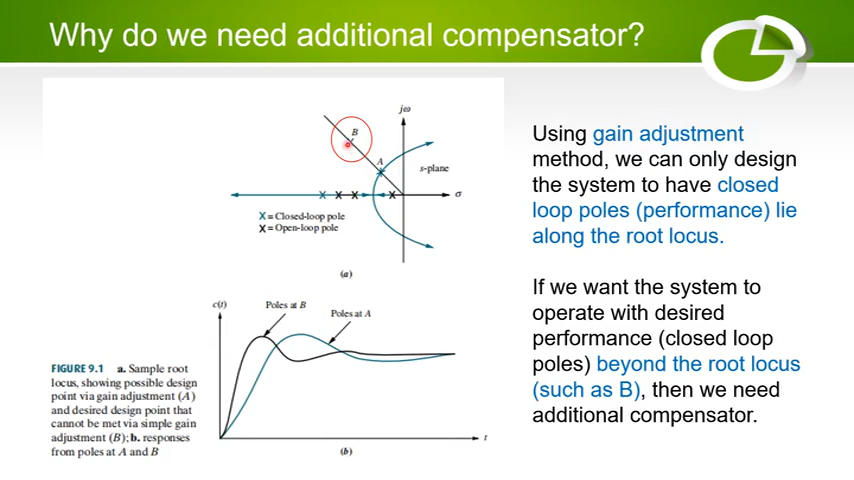 Why do we need additional compensator?
jω
B
A
s-plane
σ
X = Closed-loop pole
X = Open-loop pole
(a)
c(t)
Poles at B
Poles at A
t
(b)
FIGURE 9.1 a. Sample root
locus, showing possible design
point via gain adjustment (A)
and desired design point that
cannot be met via simple gain
adjustment (B); b. responses
from poles at A and B
Using gain adjustment
method, we can only design
the system to have closed
loop poles (performance) lie
along the root locus.
If we want the system to
operate with desired
performance (closed loop
poles) beyond the root locus
(such as B), then we need
additional compensator.